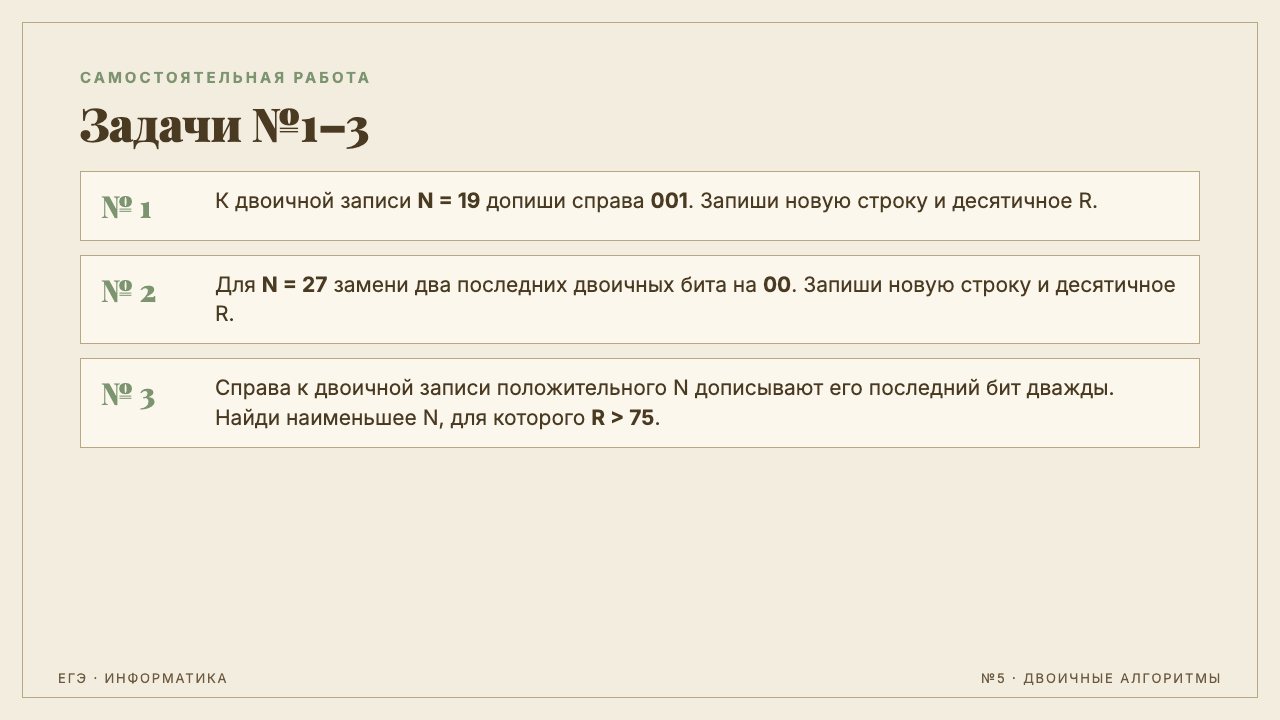 САМОСТОЯТЕЛЬНАЯ РАБОТА
Задачи №1–3
№ 1
К двоичной записи N = 19 допиши справа 001. Запиши новую строку и десятичное R.
№ 2
Для N = 27 замени два последних двоичных бита на 00. Запиши новую строку и десятичное
R.
№ 3
Справа к двоичной записи положительного N дописывают его последний бит дважды.
Найди наименьшее N, для которого R > 75.
ЕГЭ · ИНФОРМАТИКА
№5 · ДВОИЧНЫЕ АЛГОРИТМЫ